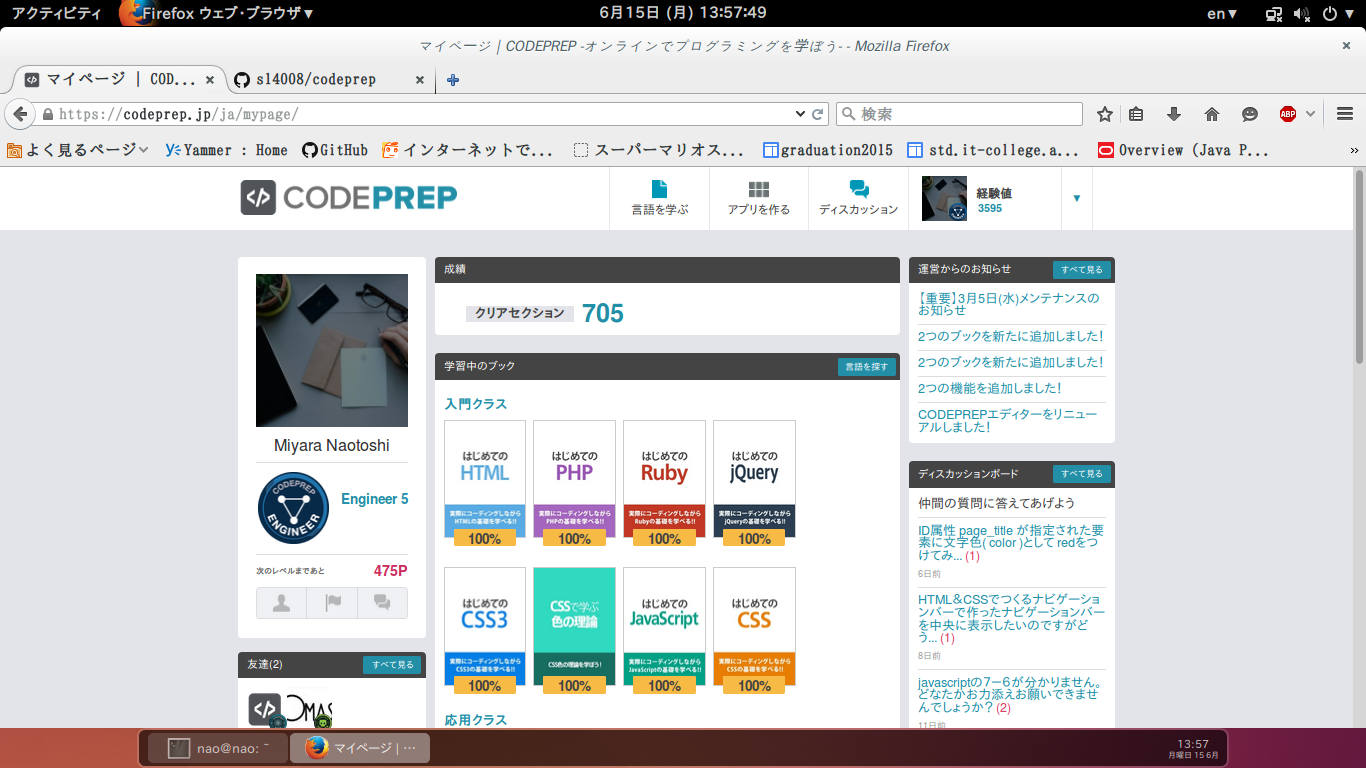 アクティビティ Firefox ウェブ・ブラウザ▼ 6月15日 (月) 13:57:49 en▼
マイページ | CODEPREP -オンラインでプログラミングを学ぼう- - Mozilla Firefox
マイページ | COD... s14008/codeprep
https://codeprep.jp/ja/mypage/ 検索 ABP
よく見るページ Yammer : Home GitHub インターネットで... スーパーマリオス... graduation2015 std.it-college.a... Overview (Java P... »
CODEPREP
言語を学ぶ アプリを作る ディスカッション
経験値
3595
Miyara Naotoshi
CODEPREP
ENGINEER
Engineer 5
次のレベルまであと 475P
友達(2) すべて見る
成績
クリアセクション 705
学習中のブック 言語を探す
入門クラス
はじめての
HTML
実際にコーディングしながら
HTMLの基礎を学べる!!
100%
はじめての
PHP
実際にコーディングしながら
PHPの基礎を学べる!!
100%
はじめての
Ruby
実際にコーディングしながら
Rubyの基礎を学べる!!
100%
はじめての
jQuery
実際にコーディングしながら
jQueryの基礎を学べる!!
100%
はじめての
CSS3
実際にコーディングしながら
CSS3の基礎を学べる!!
100%
CSSで学ぶ
色の理論
CSS色の理論を学ぼう!
100%
はじめての
JavaScript
実際にコーディングしながら
JavaScriptの基礎を学べる!!
100%
はじめての
CSS
実際にコーディングしながら
CSSの基礎を学べる!!
100%
応用クラス
運営からのお知らせ すべて見る
【重要】3月5日(水)メンテナンスの
お知らせ
2つのブックを新たに追加しました!
2つのブックを新たに追加しました!
2つの機能を追加しました!
CODEPREPエディターをリニュー
アルしました!
ディスカッションボード すべて見る
仲間の質問に答えてあげよう
ID属性 page_title が指定された要
素に文字色( color )として redをつ
けてみ... (1)
6日前
HTML＆CSSでつくるナビゲーショ
ンバーで作ったナビゲーションバー
を中央に表示したいのですがど
う... (1)
8日前
javascriptの７－６が分かりません。
どなたかお力添えお願いできませ
んでしょうか？ (2)
11日前
nao@nao: ~ マイページ | … 13:57
月曜日 15 6月